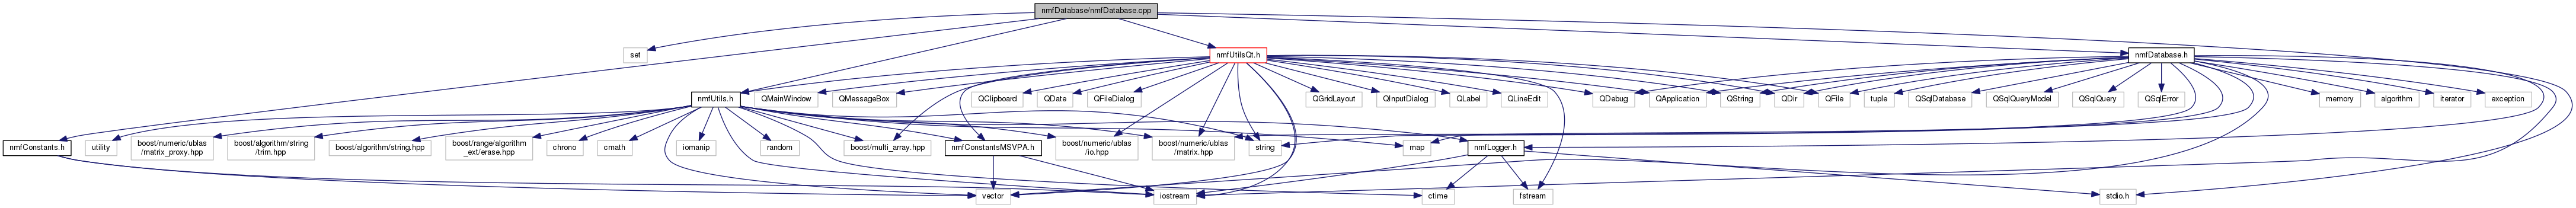 nmfDatabase/nmfDatabase.cpp
set
nmfUtilsQt.h
nmfDatabase.h
nmfUtils.h
QMainWindow
QMessageBox
QClipboard
QDate
QFileDialog
QGridLayout
QInputDialog
QLabel
QLineEdit
QDebug
QApplication
QString
QDir
QFile
tuple
QSqlDatabase
QSqlQueryModel
QSqlQuery
QSqlError
memory
algorithm
iterator
exception
nmfConstants.h
utility
boost/numeric/ublas
/matrix_proxy.hpp
boost/algorithm/string
/trim.hpp
boost/algorithm/string.hpp
boost/range/algorithm
_ext/erase.hpp
chrono
cmath
iomanip
random
boost/multi_array.hpp
nmfConstantsMSVPA.h
boost/numeric/ublas
/io.hpp
boost/numeric/ublas
/matrix.hpp
string
map
nmfLogger.h
vector
iostream
ctime
fstream
stdio.h